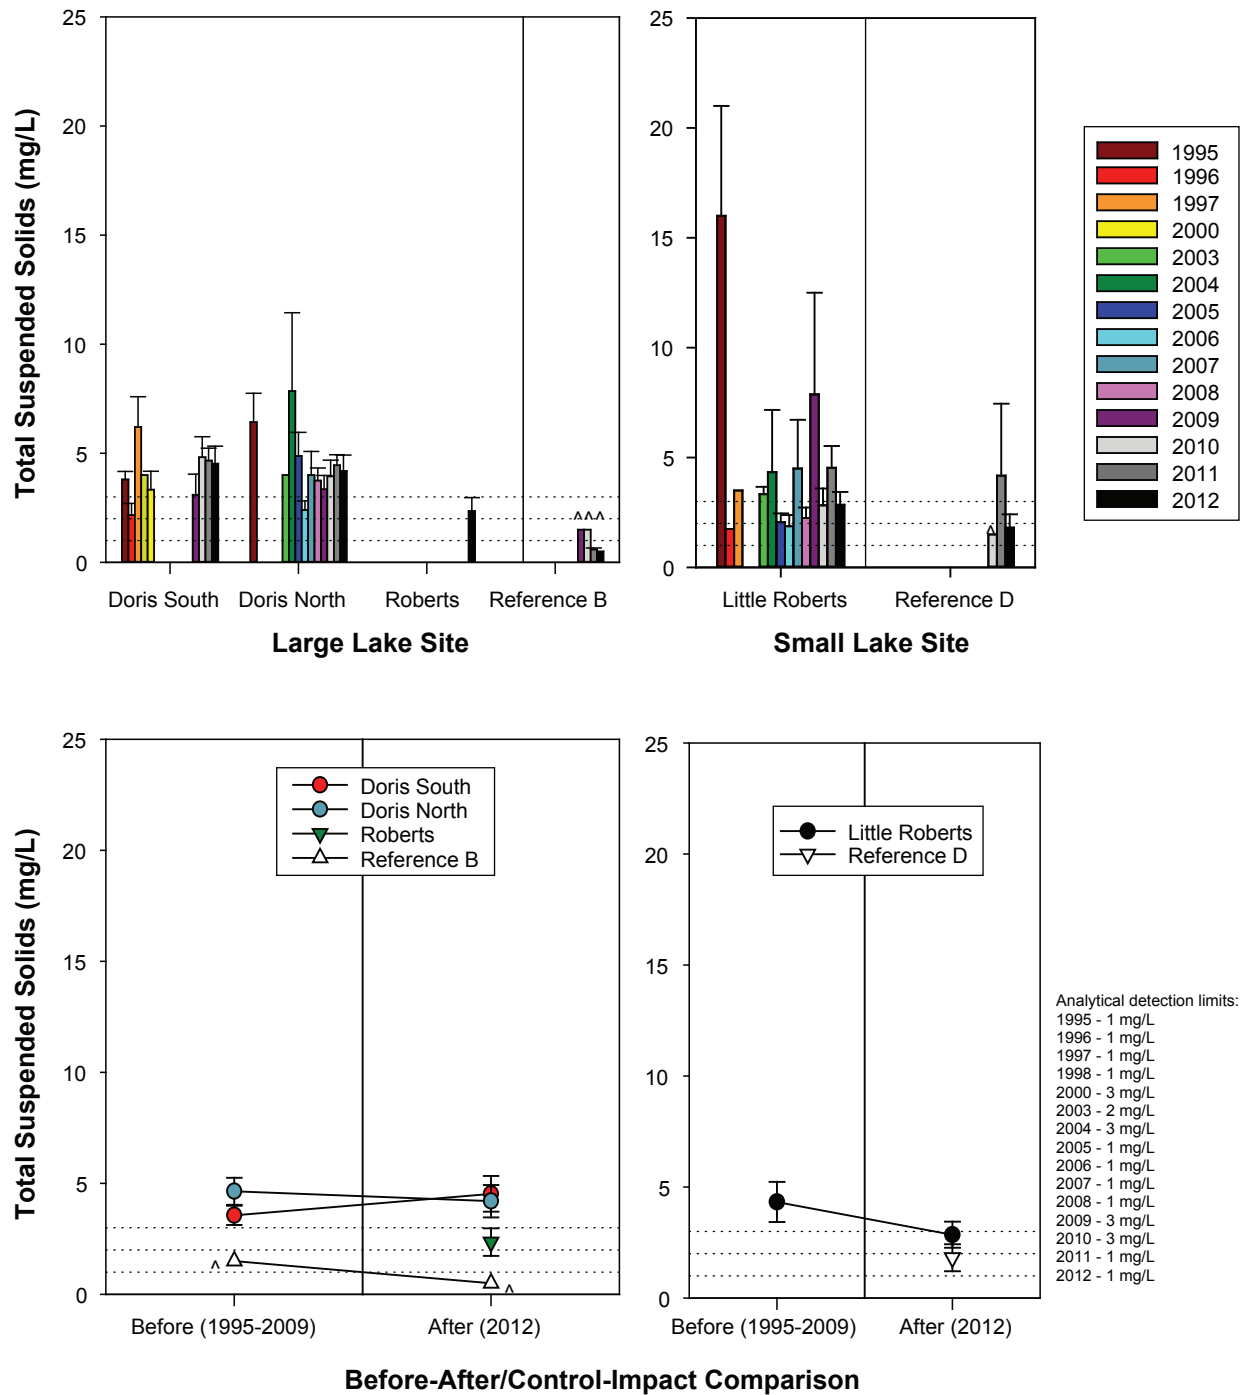 Total Suspended Solids (mg/L)
25
20
15
10
5
0
Doris South
Doris North
Roberts
Reference B
^ ^ ^
Large Lake Site
25
20
15
10
5
0
^
Little Roberts
Reference D
Small Lake Site
1995
1996
1997
2000
2003
2004
2005
2006
2007
2008
2009
2010
2011
2012
Total Suspended Solids (mg/L)
25
20
15
10
5
0
Doris South
Doris North
Roberts
Reference B
^
^
Before (1995-2009)
After (2012)
25
20
15
10
5
0
Little Roberts
Reference D
Before (1995-2009)
After (2012)
Analytical detection limits:
1995 - 1 mg/L
1996 - 1 mg/L
1997 - 1 mg/L
1998 - 1 mg/L
2000 - 3 mg/L
2003 - 2 mg/L
2004 - 3 mg/L
2005 - 1 mg/L
2006 - 1 mg/L
2007 - 1 mg/L
2008 - 1 mg/L
2009 - 3 mg/L
2010 - 3 mg/L
2011 - 1 mg/L
2012 - 1 mg/L
Before-After/Control-Impact Comparison